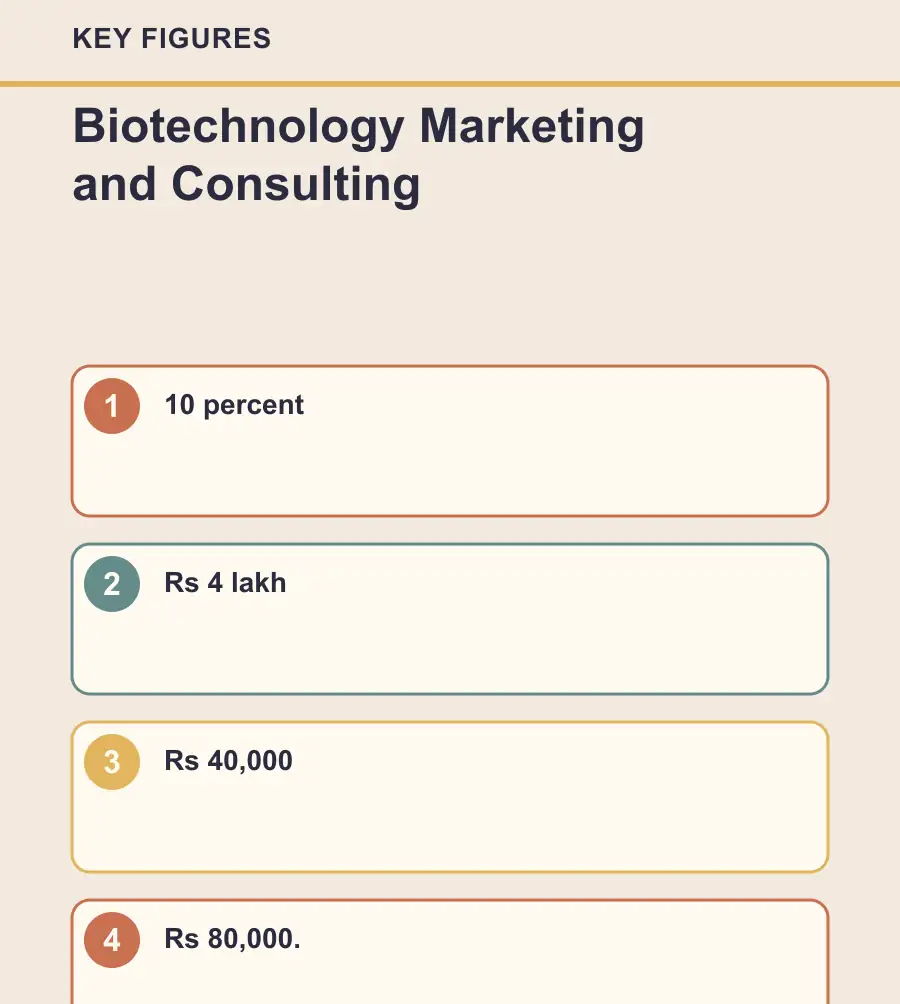 KEY FIGURES
Biotechnology Marketing
and Consulting
1 10 percent
2 Rs 4 lakh
3 Rs 40,000
4 Rs 80,000.